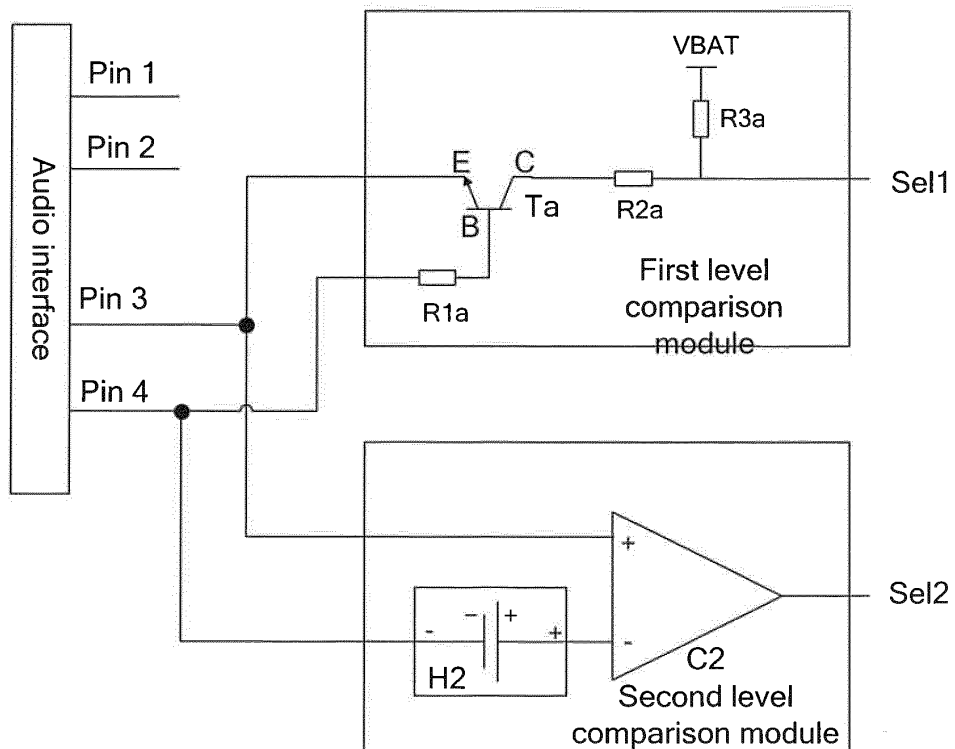 Audio interface
Pin 1
Pin 2
Pin 3
Pin 4
VBAT
R3a
E
C
B
Ta
R2a
Sel1
R1a
First level
comparison
module
+
-
- 
− +
+
H2
C2
Sel2
Second level
comparison module